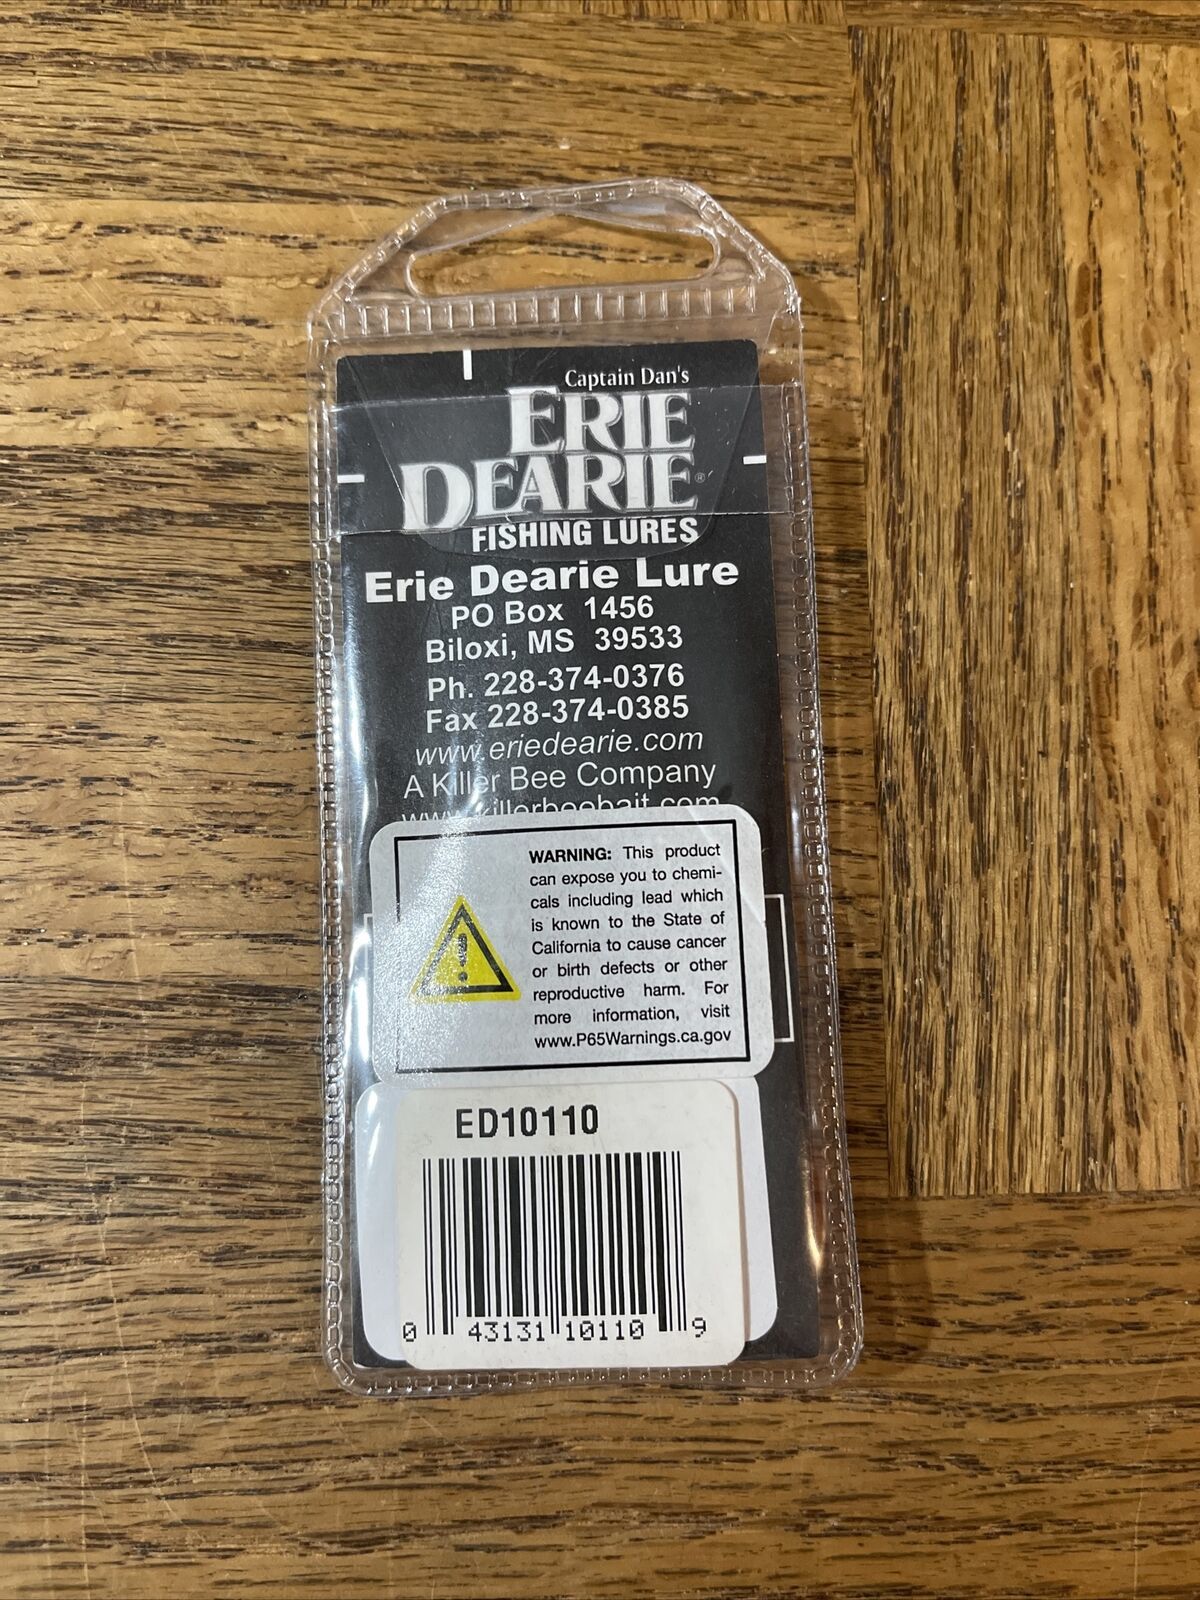 Captain Dan's
ERIE
DEARIE®
FISHING LURES
Erie Dearie Lure
PO Box 1456
Biloxi, MS 39533
Ph. 228-374-0376
Fax 228-374-0385
www.eriedearie.com
A Killer Bee Company
www.killerbeebait.com
WARNING: This product
can expose you to chemi-
cals including lead which
is known to the State of
California to cause cancer
or birth defects or other
reproductive harm. For
more information, visit
www.P65Warnings.ca.gov
ED10110
0 43131 10110 9